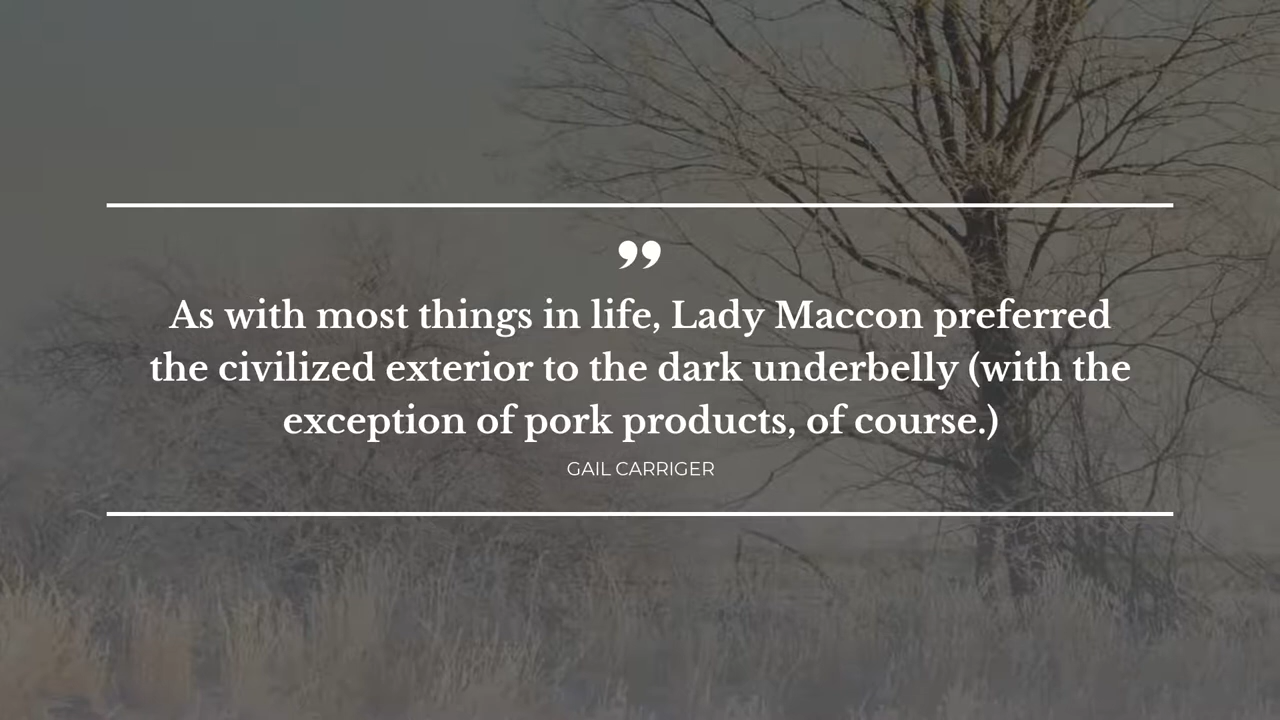 ”
As with most things in life, Lady Maccon preferred
the civilized exterior to the dark underbelly (with the
exception of pork products, of course.)
GAIL CARRIGER